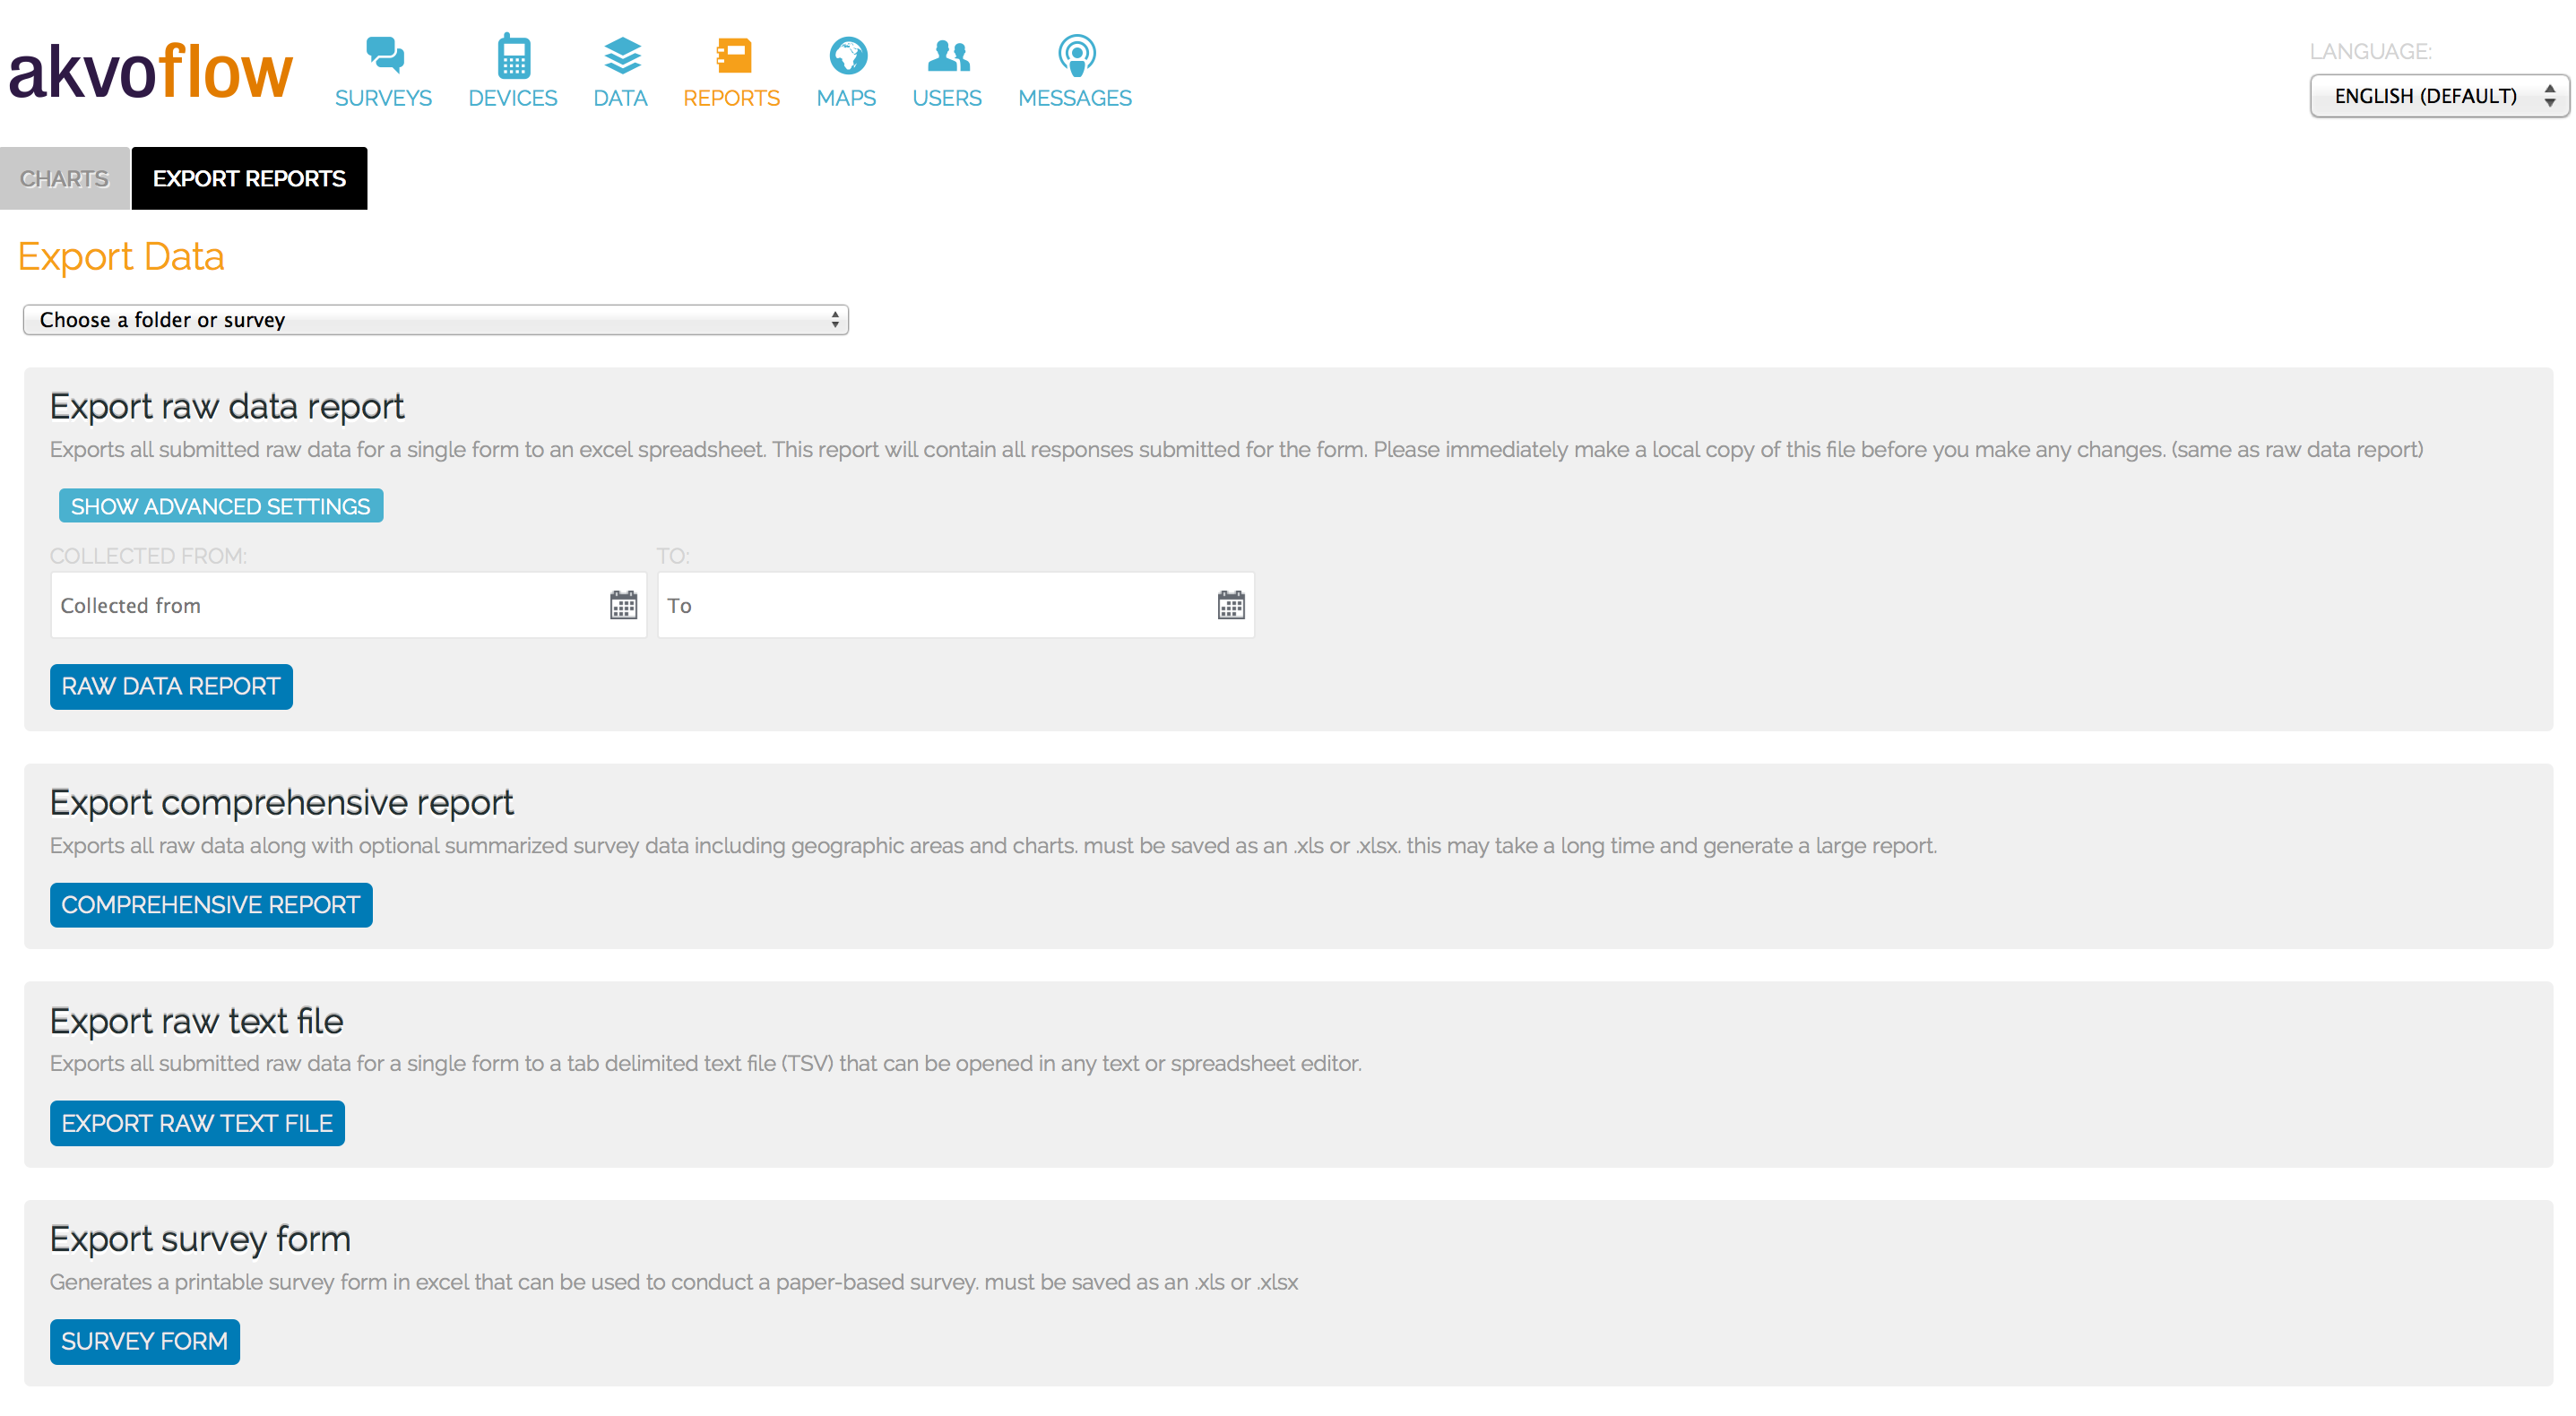 akvoflow
SURVEYS DEVICES DATA REPORTS MAPS USERS MESSAGES
LANGUAGE:
ENGLISH (DEFAULT)
CHARTS EXPORT REPORTS
Export Data
Choose a folder or survey
Export raw data report
Exports all submitted raw data for a single form to an excel spreadsheet. This report will contain all responses submitted for the form. Please immediately make a local copy of this file before you make any changes. (same as raw data report)
SHOW ADVANCED SETTINGS
COLLECTED FROM: TO:
Collected from To
RAW DATA REPORT
Export comprehensive report
Exports all raw data along with optional summarized survey data including geographic areas and charts. must be saved as an .xls or .xlsx. this may take a long time and generate a large report.
COMPREHENSIVE REPORT
Export raw text file
Exports all submitted raw data for a single form to a tab delimited text file (TSV) that can be opened in any text or spreadsheet editor.
EXPORT RAW TEXT FILE
Export survey form
Generates a printable survey form in excel that can be used to conduct a paper-based survey. must be saved as an .xls or .xlsx
SURVEY FORM